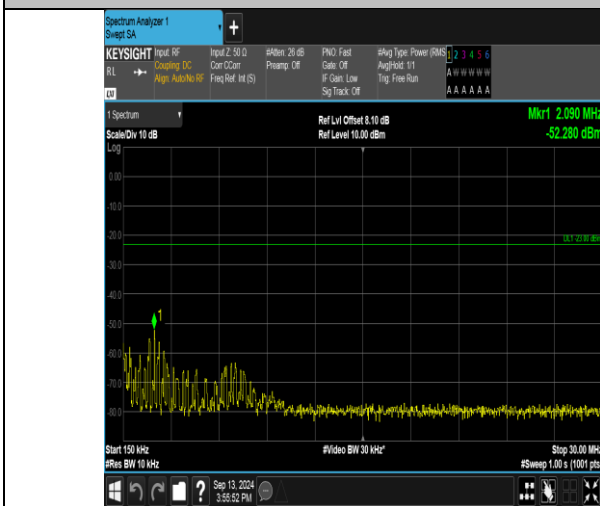 Spectrum Analyzer 1
Swept SA
+
KEYSIGHT Input: RF Input Z: 50 Ω #Atten: 26 dB PNO: Fast #Avg Type: Power (RMS 1 2 3 4 5 6
RL Coupling: DC Corr CCorr Preamp: Off Gate: Off Avg|Hold: 1/1 A W W W W W
Align: Auto/No RF Freq Ref: Int (S) IF Gain: Low Trig: Free Run
Sig Track: Off A A A A A A
1 Spectrum Ref Lvl Offset 8.10 dB Mkr1 2.090 MHz
Scale/Div 10 dB Ref Level 10.00 dBm -52.280 dBm
Log
0.00
-10.0
-20.0
DL1 -23.00 dBm
-30.0
-40.0
-50.0
1
-60.0
-70.0
-80.0
Start 150 kHz #Video BW 30 kHz* Stop 30.00 MHz
#Res BW 10 kHz #Sweep 1.00 s (1001 pts
? Sep 13, 2024
3:56:52 PM